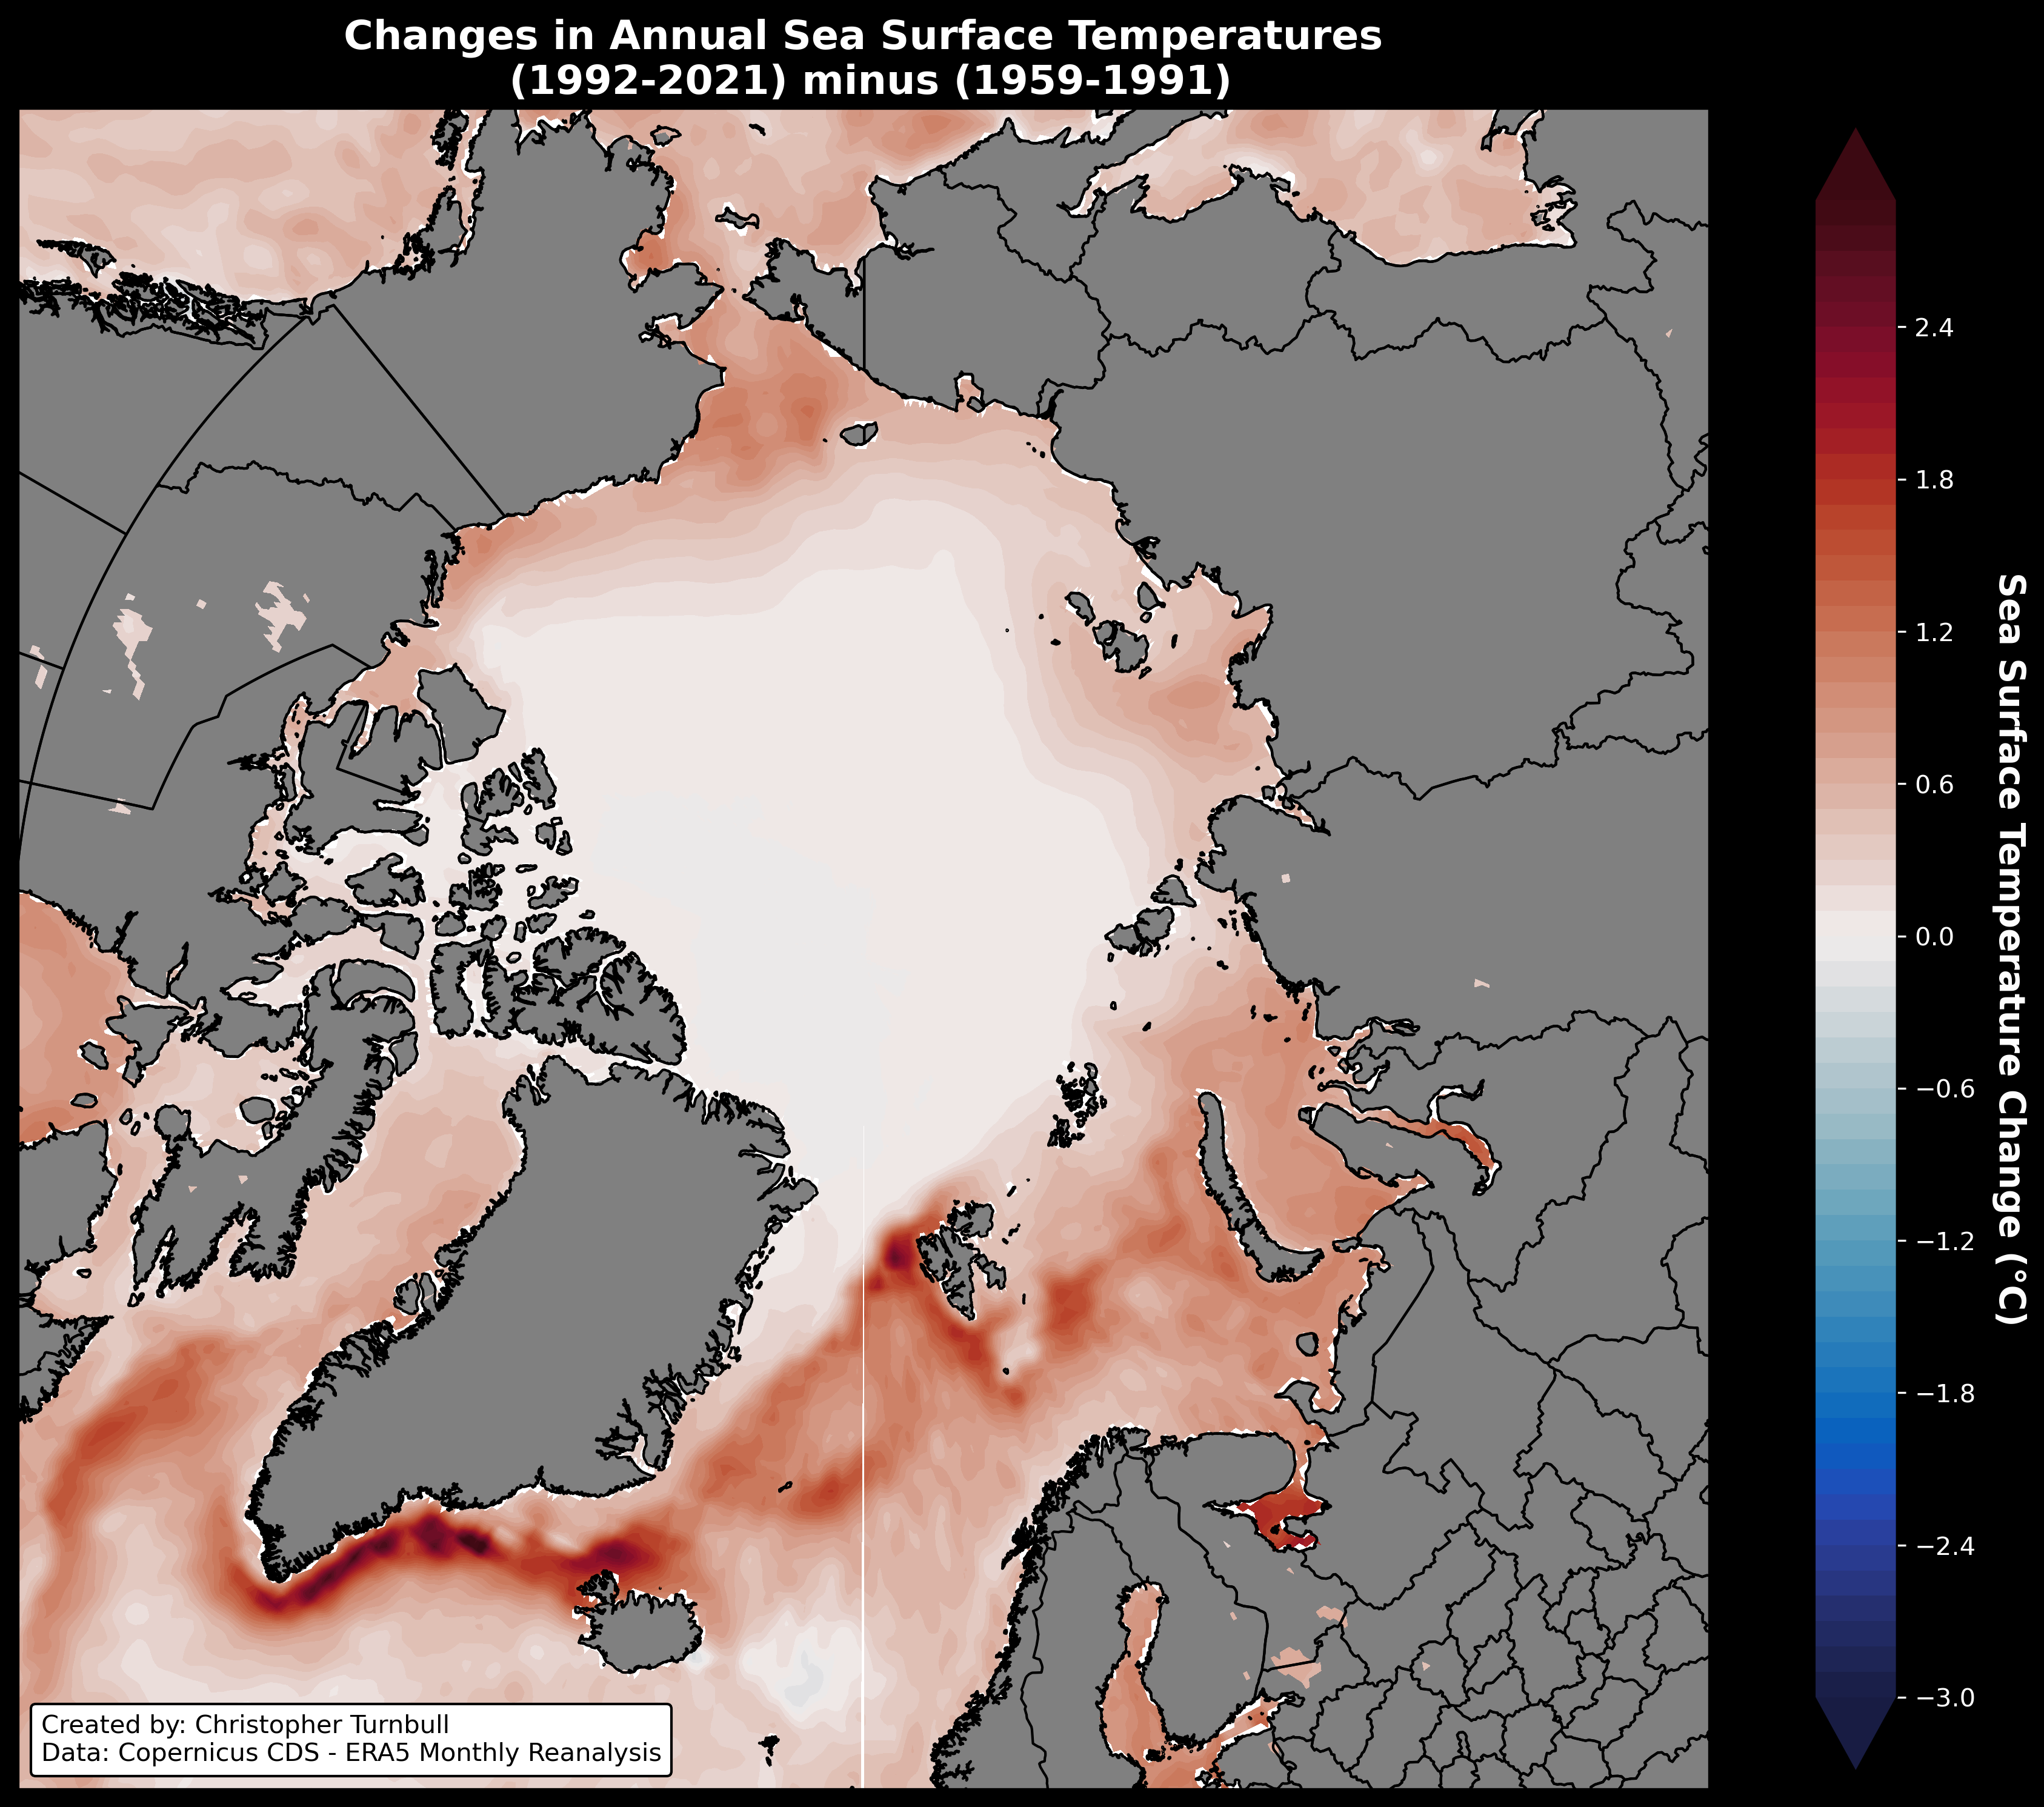 Changes in Annual Sea Surface Temperatures
(1992-2021) minus (1959-1991)
2.4
1.8
1.2
0.6
0.0
−0.6
−1.2
−1.8
−2.4
−3.0
Sea Surface Temperature Change (°C)
Created by: Christopher Turnbull
Data: Copernicus CDS - ERA5 Monthly Reanalysis